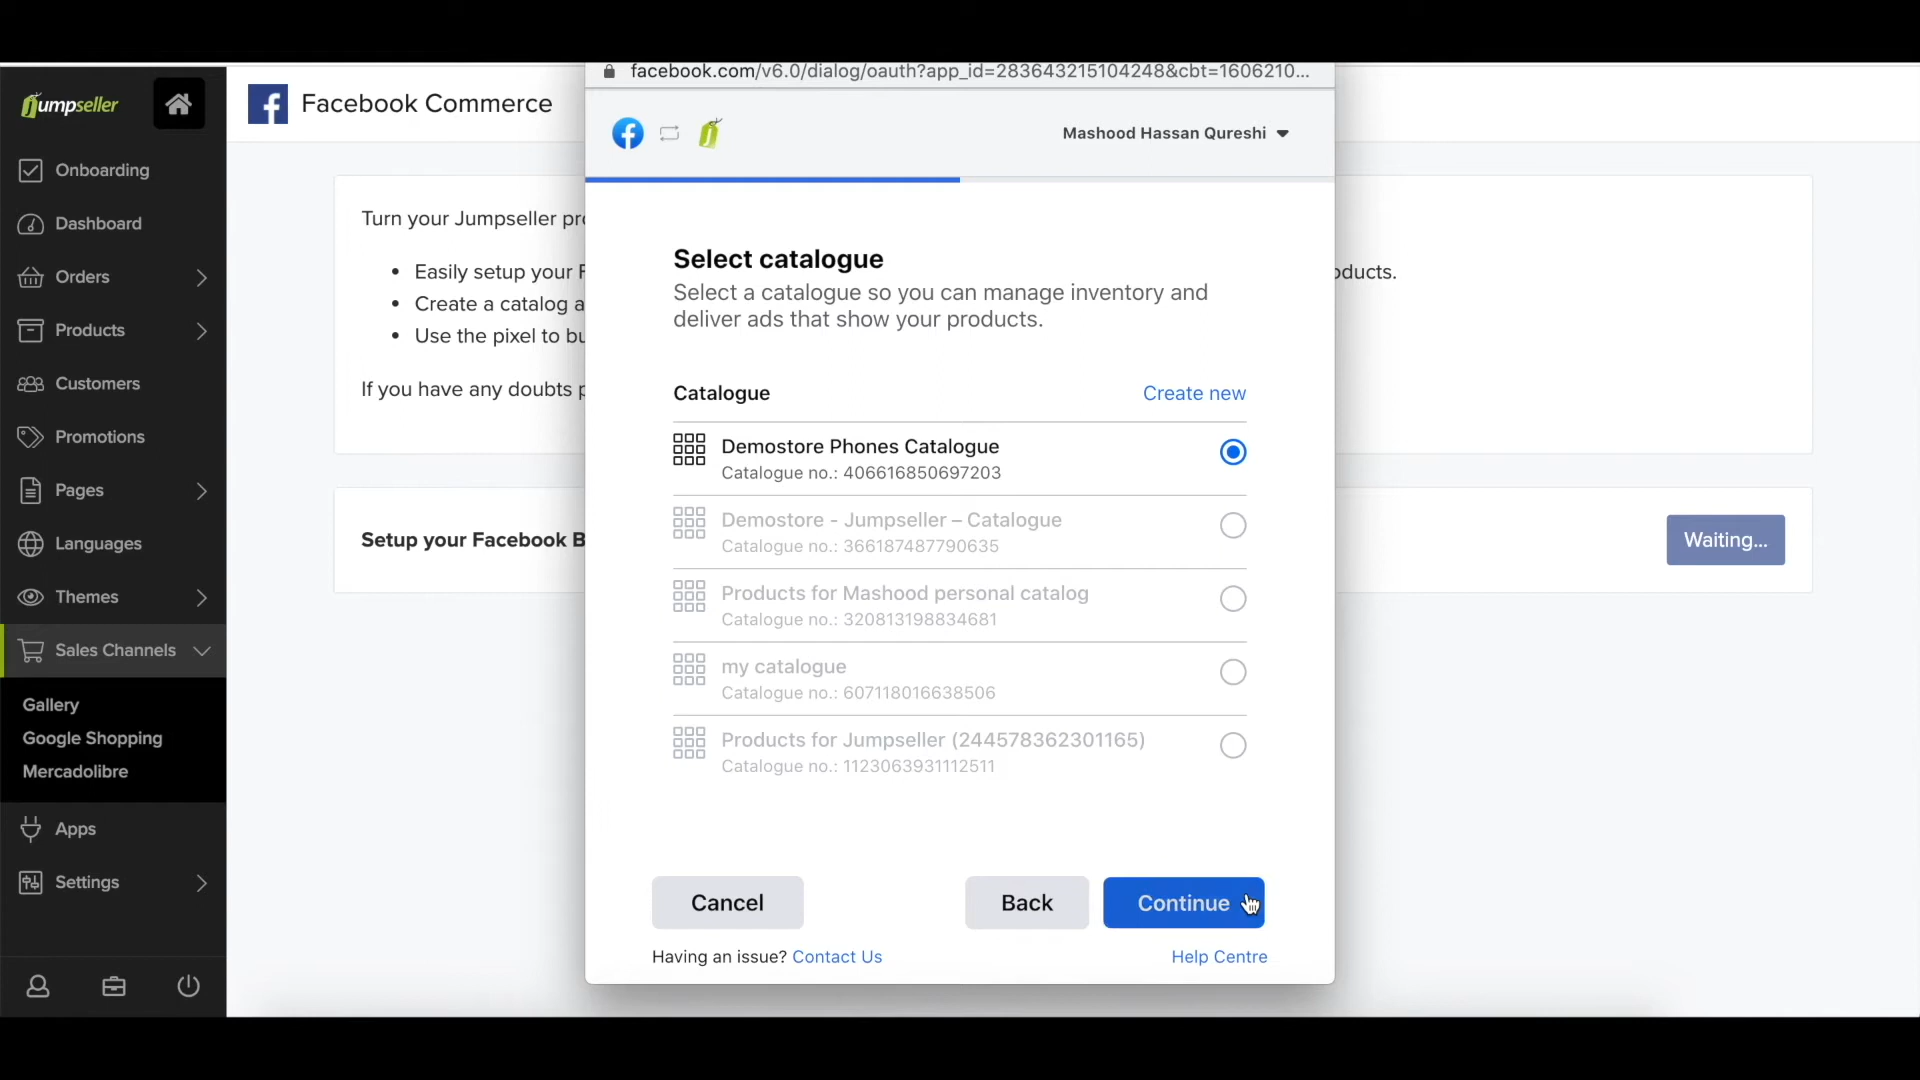 facebook.com/v6.0/dialog/oauth?app_id=283643215104248&cbt=1606210...
jumpseller
Facebook Commerce
Mashood Hassan Qureshi
Onboarding
Dashboard
Orders
Products
Customers
Promotions
Pages
Languages
Themes
Sales Channels
Gallery
Google Shopping
Mercadolibre
Apps
Settings
Turn your Jumpseller pro
• Easily setup your F
oducts.
• Create a catalog a
• Use the pixel to bu
If you have any doubts p
Setup your Facebook B
Waiting...
Select catalogue
Select a catalogue so you can manage inventory and
deliver ads that show your products.
Catalogue
Create new
Demostore Phones Catalogue
Catalogue no.: 406616850697203
Demostore - Jumpseller – Catalogue
Catalogue no.: 366187487790635
Products for Mashood personal catalog
Catalogue no.: 320813198834681
my catalogue
Catalogue no.: 607118016638506
Products for Jumpseller (244578362301165)
Catalogue no.: 1123063931112511
Cancel
Back
Continue
Having an issue? Contact Us
Help Centre